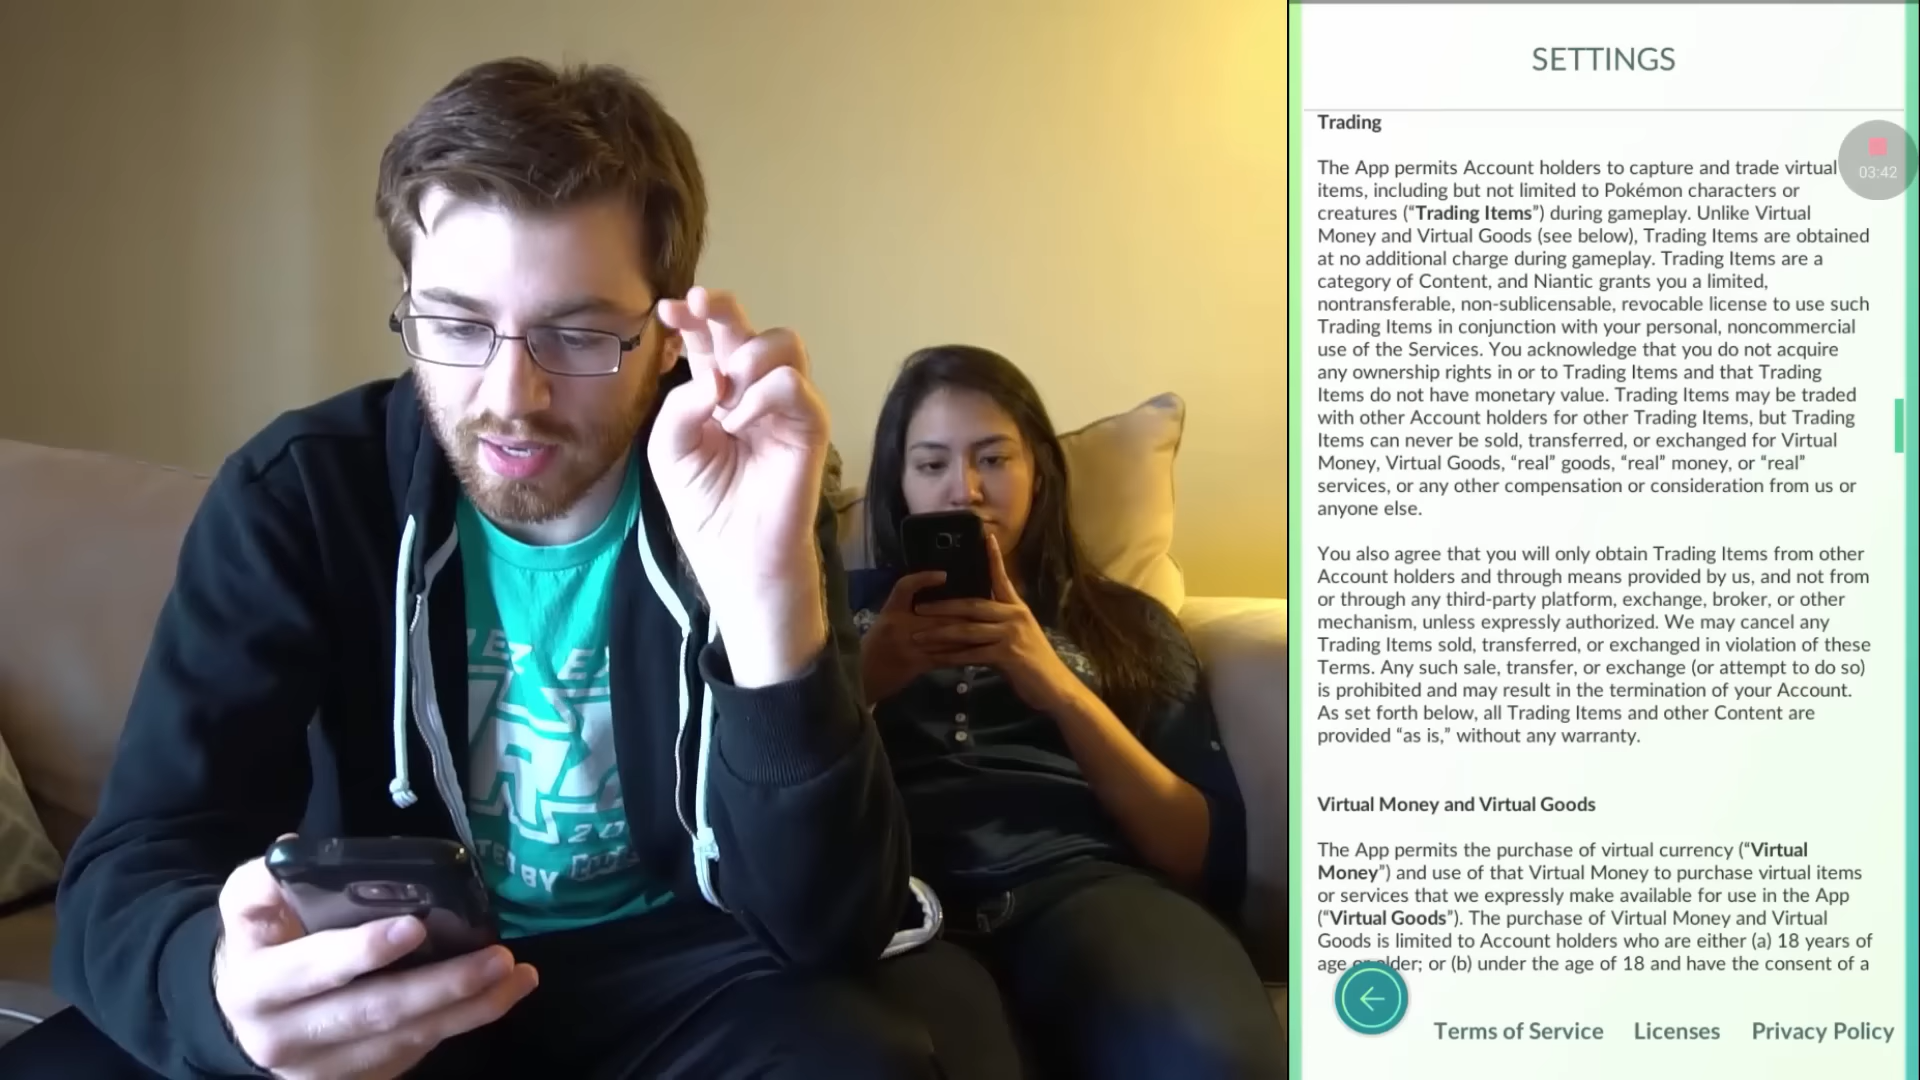 SETTINGS
Trading
03:42
The App permits Account holders to capture and trade virtual
items, including but not limited to Pokémon characters or
creatures (“Trading Items”) during gameplay. Unlike Virtual
Money and Virtual Goods (see below), Trading Items are obtained
at no additional charge during gameplay. Trading Items are a
category of Content, and Niantic grants you a limited,
nontransferable, non-sublicensable, revocable license to use such
Trading Items in conjunction with your personal, noncommercial
use of the Services. You acknowledge that you do not acquire
any ownership rights in or to Trading Items and that Trading
Items do not have monetary value. Trading Items may be traded
with other Account holders for other Trading Items, but Trading
Items can never be sold, transferred, or exchanged for Virtual
Money, Virtual Goods, “real” goods, “real” money, or “real”
services, or any other compensation or consideration from us or
anyone else.
You also agree that you will only obtain Trading Items from other
Account holders and through means provided by us, and not from
or through any third-party platform, exchange, broker, or other
mechanism, unless expressly authorized. We may cancel any
Trading Items sold, transferred, or exchanged in violation of these
Terms. Any such sale, transfer, or exchange (or attempt to do so)
is prohibited and may result in the termination of your Account.
As set forth below, all Trading Items and other Content are
provided “as is,” without any warranty.
Virtual Money and Virtual Goods
The App permits the purchase of virtual currency (“Virtual
Money”) and use of that Virtual Money to purchase virtual items
or services that we expressly make available for use in the App
(“Virtual Goods”). The purchase of Virtual Money and Virtual
Goods is limited to Account holders who are either (a) 18 years of
age or older; or (b) under the age of 18 and have the consent of a
Terms of Service Licenses Privacy Policy
BY